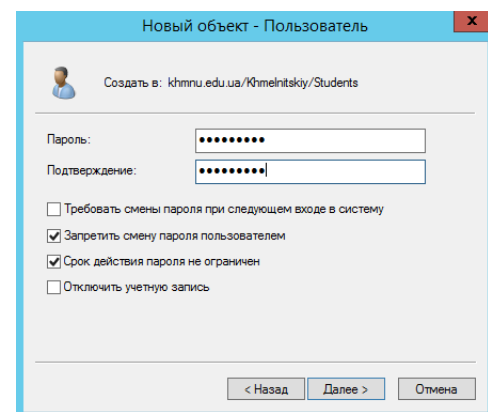 Новый объект - Пользователь
x
Создать в: khmnu.edu.ua/Khmelnitskiy/Students
Пароль: •••••••••
Подтверждение: •••••••••
Требовать смены пароля при следующем входе в систему
Запретить смену пароля пользователем
Срок действия пароля не ограничен
Отключить учетную запись
< Назад Далее > Отмена